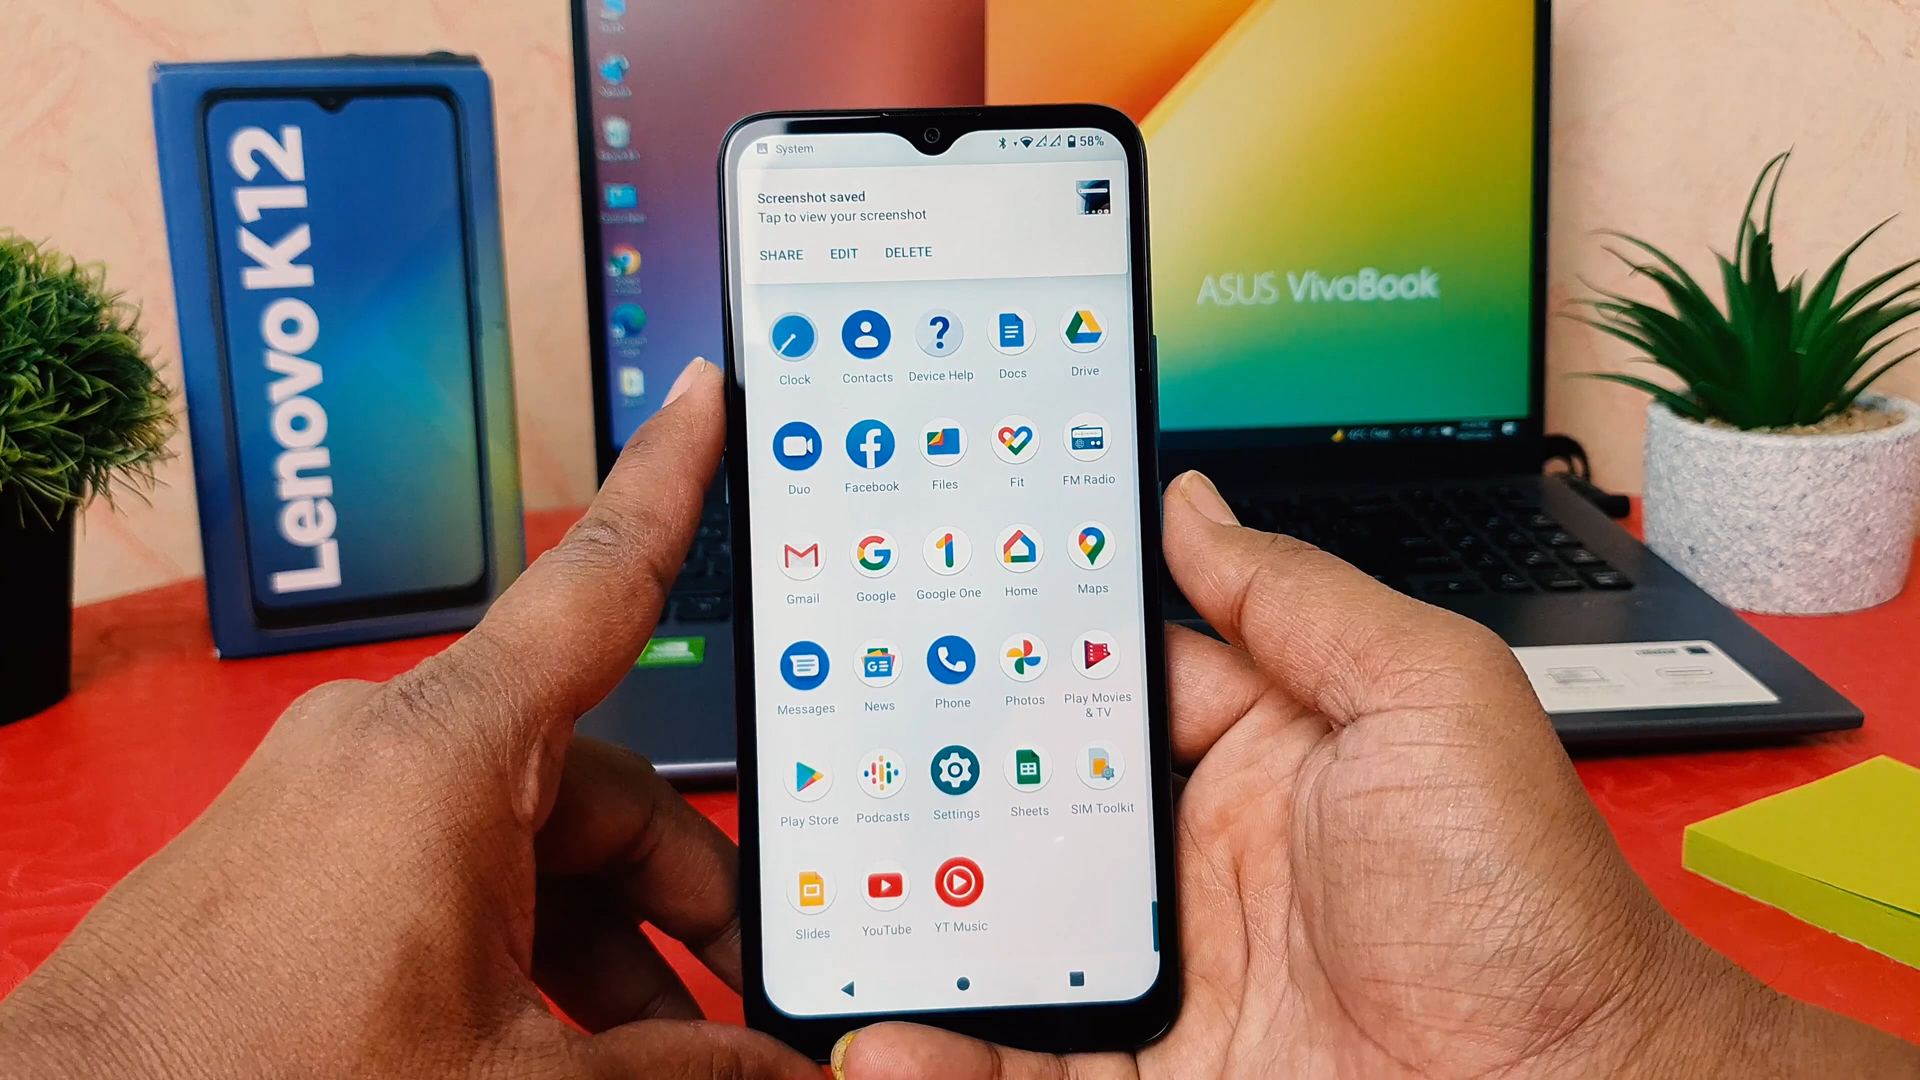 Lenovo K12
System
58%
Screenshot saved
Tap to view your screenshot
SHARE EDIT DELETE
Clock Contacts Device Help Docs Drive
Duo Facebook Files Fit FM Radio
Gmail Google Google One Home Maps
Messages News Phone Photos Play Movies
& TV
Play Store Podcasts Settings Sheets SIM Toolkit
Slides YouTube YT Music
ASUS VivoBook